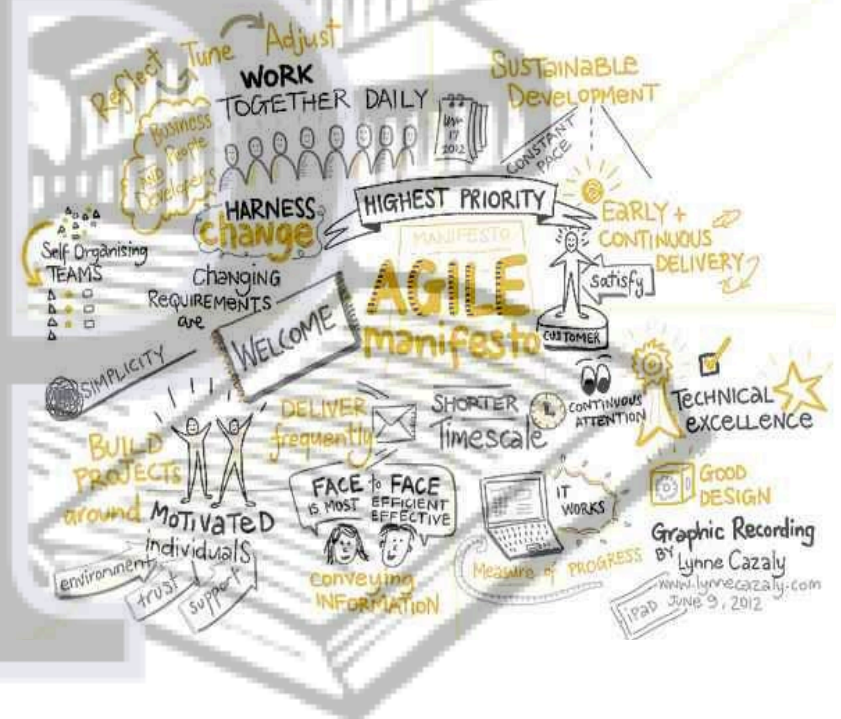 Reflect
Tune
Adjust
WORK
TOGETHER DAILY
Business
People
AND
Developers
17
2012
SUSTAINABLE
DEVELOPMENT
CONSTANT
PACE
HIGHEST PRIORITY
HARNESS
change
CHANGING
REQUIREMENTS
are
WELCOME
Self Organising
TEAMS
MANIFESTO
AGILE
manifesto
EARLY +
CONTINUOUS
DELIVERY
satisfy
CUSTOMER
SIMPLICITY
BUILD
PROJECTS
around
MOTIVATED
individuals
environment
trust
support
DELIVER
frequently
SHORTER
Timescale
CONTINUOUS
ATTENTION
TECHNICAL
EXCELLENCE
FACE to FACE
IS MOST EFFICIENT
EFFECTIVE
conveying
INFORMATION
IT
WORKS
Measure of PROGRESS
GOOD
DESIGN
Graphic Recording
BY Lynne Cazaly
www.lynnecazaly.com
iPad JUNE 9, 2012